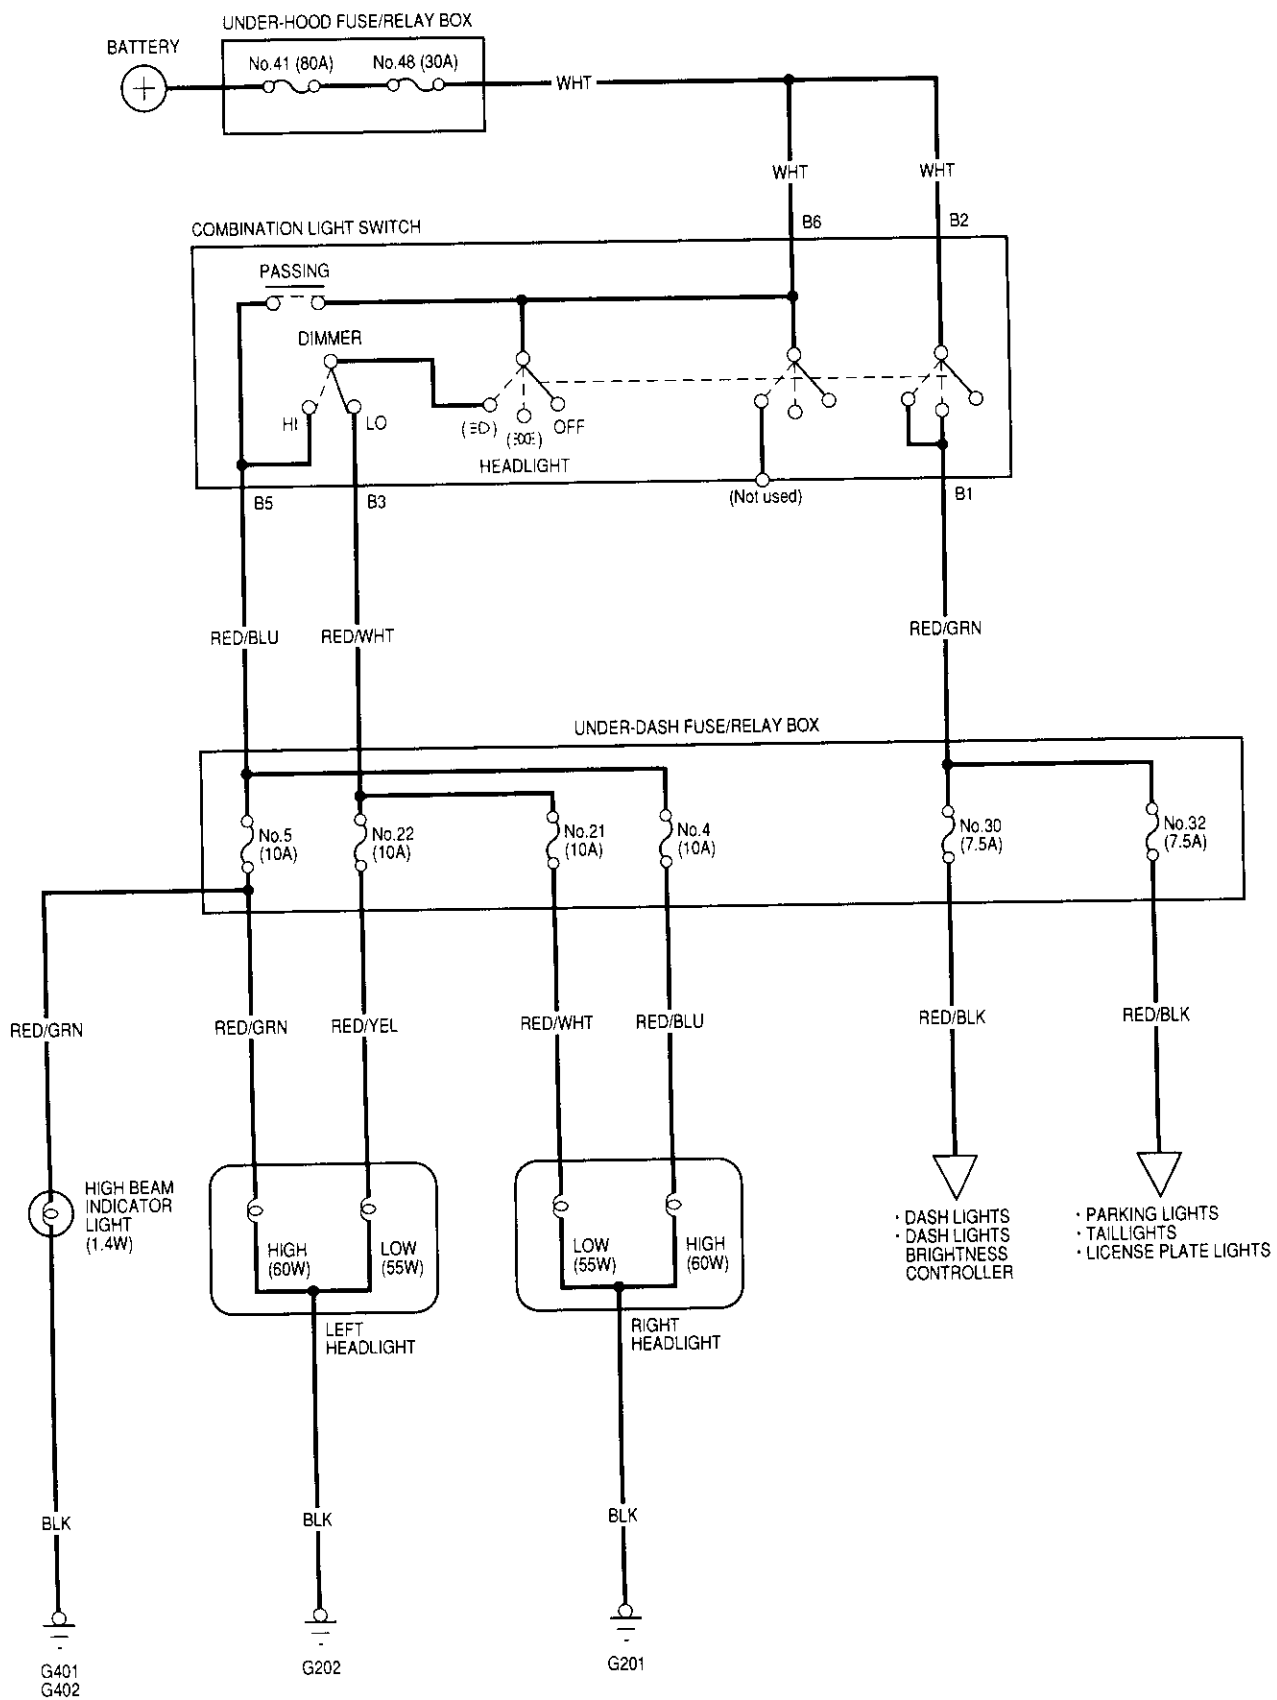 UNDER-HOOD FUSE/RELAY BOX
BATTERY
No.41 (80A)
No.48 (30A)
WHT
WHT
WHT
COMBINATION LIGHT SWITCH
B6
B2
PASSING
DIMMER
HI
LO
OFF
HEADLIGHT
(Not used)
B5
B3
B1
RED/BLU
RED/WHT
RED/GRN
UNDER-DASH FUSE/RELAY BOX
No.5
(10A)
No.22
(10A)
No.21
(10A)
No.4
(10A)
No.30
(7.5A)
No.32
(7.5A)
RED/GRN
RED/GRN
RED/YEL
RED/WHT
RED/BLU
RED/BLK
RED/BLK
HIGH BEAM
INDICATOR
LIGHT
(1.4W)
HIGH
(60W)
LOW
(55W)
LOW
(55W)
HIGH
(60W)
LEFT
HEADLIGHT
RIGHT
HEADLIGHT
· DASH LIGHTS
· DASH LIGHTS
BRIGHTNESS
CONTROLLER
· PARKING LIGHTS
· TAILLIGHTS
· LICENSE PLATE LIGHTS
BLK
BLK
BLK
G401
G402
G202
G201